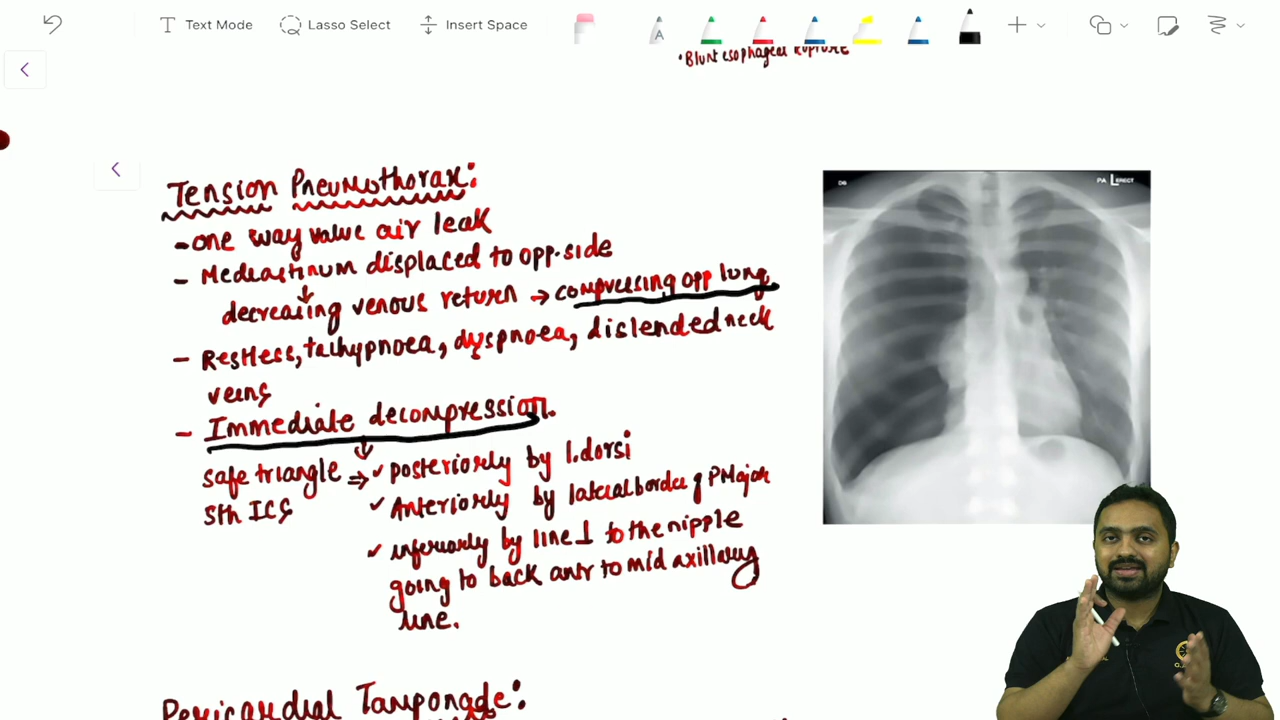 Text Mode Lasso Select Insert Space
A
• Blunt esophageal rupture
Tension Pneumothorax:
- one way valve air leak
- Mediastinum displaced to opp. side
↓
decreasing venous return → compressing opp lung
- Restless, tachypnoea, dyspnoea, distended neck
veins
- Immediate decompression.
↓
safe triangle ⇒ ✓ posteriorly by l.dorsi
5th ICS ✓ Anteriorly by lateral border of PMajor
✓ inferiorly by line ⊥ to the nipple
going to back antr to mid axillary
line.
Pericardial Tamponade:
D6 PA L ERECT